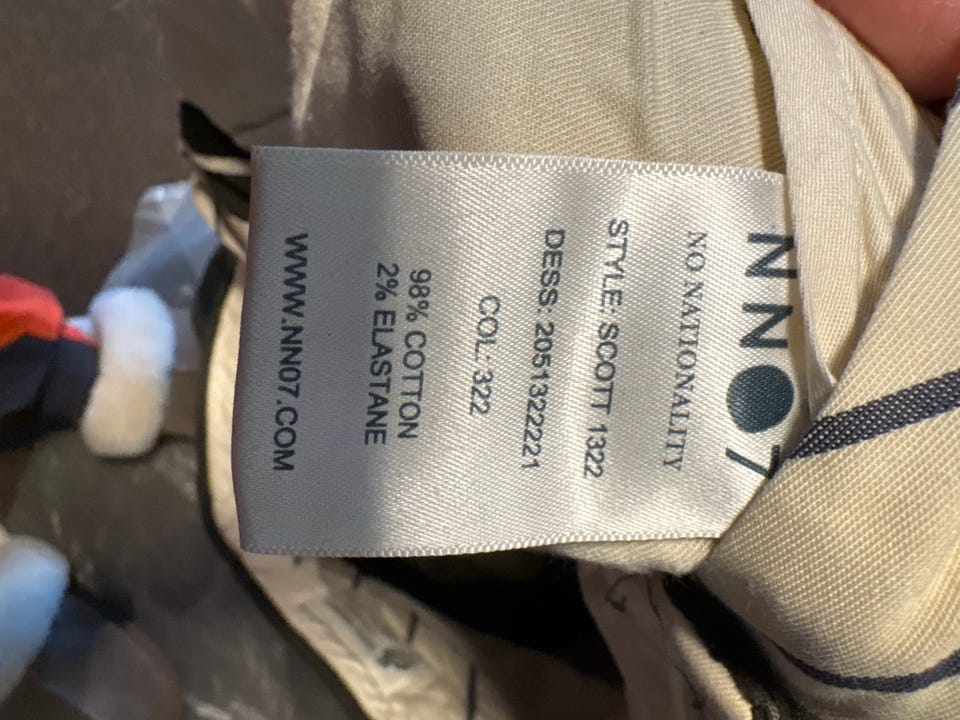 NN07
NO NATIONALITY
STYLE: SCOTT 1322
DESS: 2051322221
COL: 322
98% COTTON
2% ELASTANE
WWW.NN07.COM